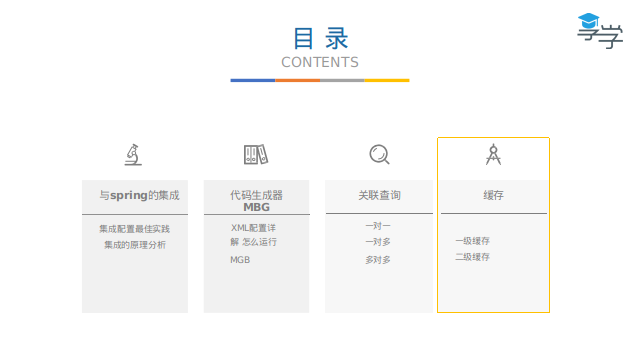 目 录
CONTENTS
享学
与spring的集成
集成配置最佳实践
集成的原理分析
代码生成器
MBG
XML配置详
解 怎么运行
MGB
关联查询
一对一
一对多
多对多
缓存
一级缓存
二级缓存